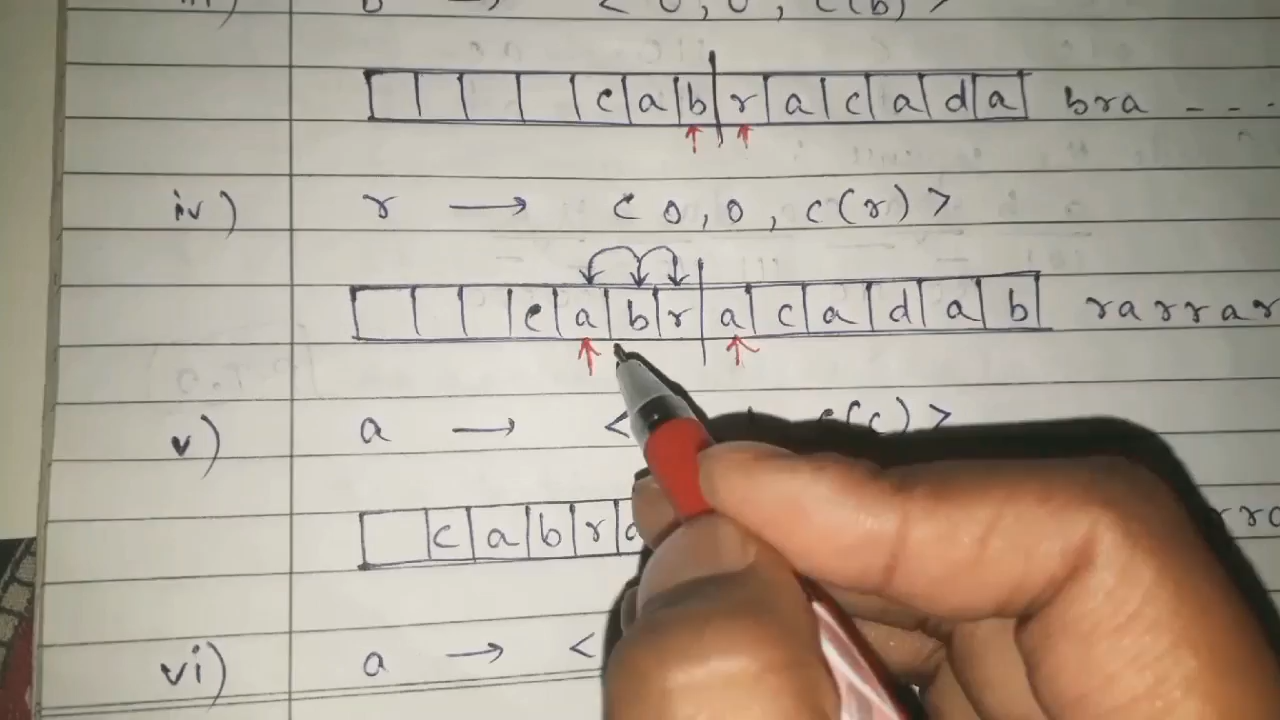 c a b r a c a d a bra - - -
iv) r → < 0, 0, c(r) >
c a b r a c a d a b rarrar
v) a → < c(c) >
c a b r
vi) a → <